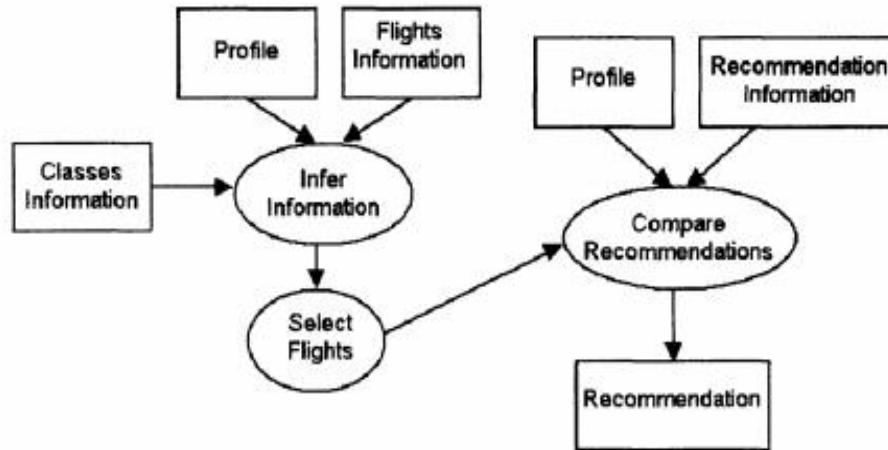 Profile
Flights
Information
Profile
Recommendation
Information
Classes
Information
Infer
Information
Compare
Recommendations
Select
Flights
Recommendation